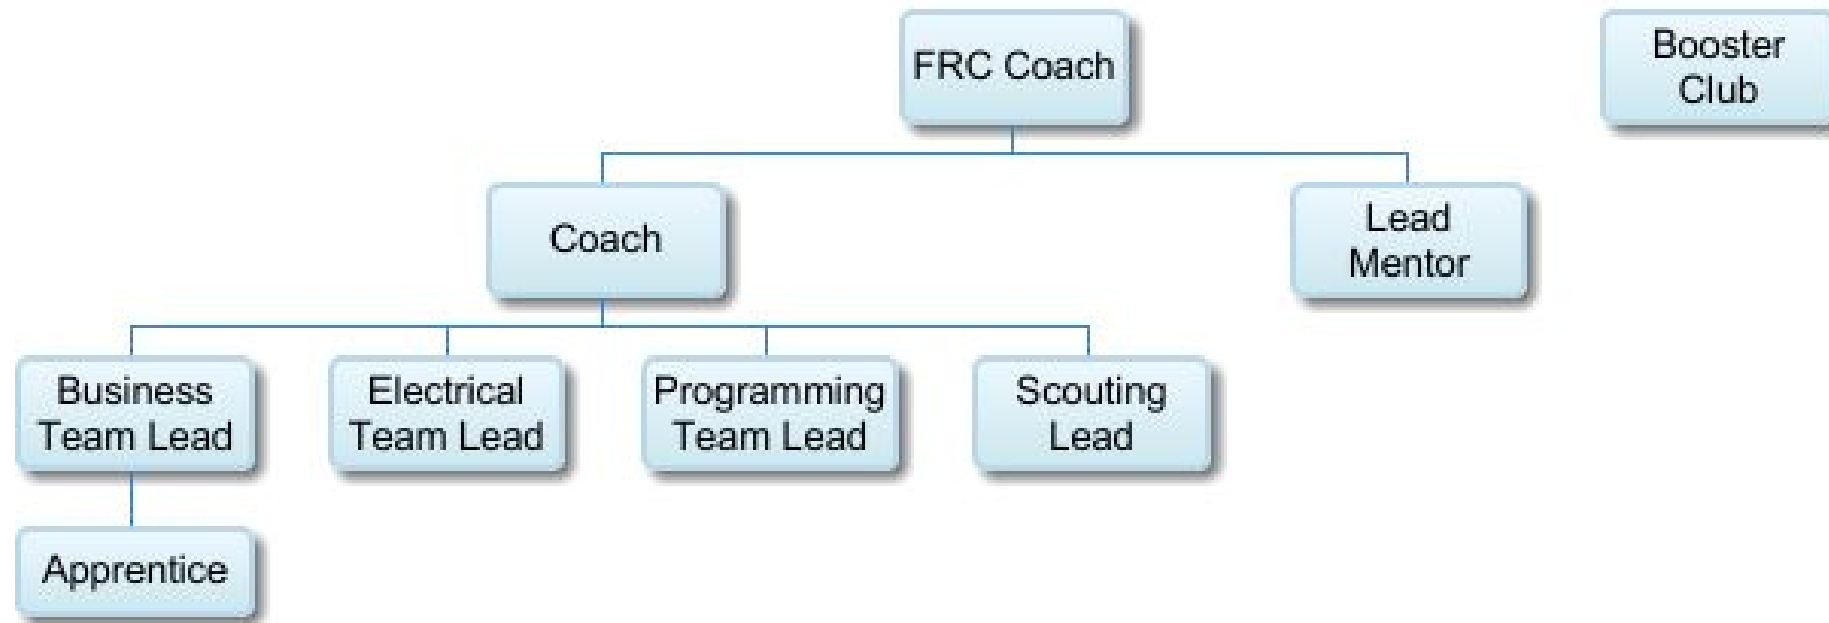 FRC Coach
Booster
Club
Coach
Lead
Mentor
Business
Team Lead
Electrical
Team Lead
Programming
Team Lead
Scouting
Lead
Apprentice